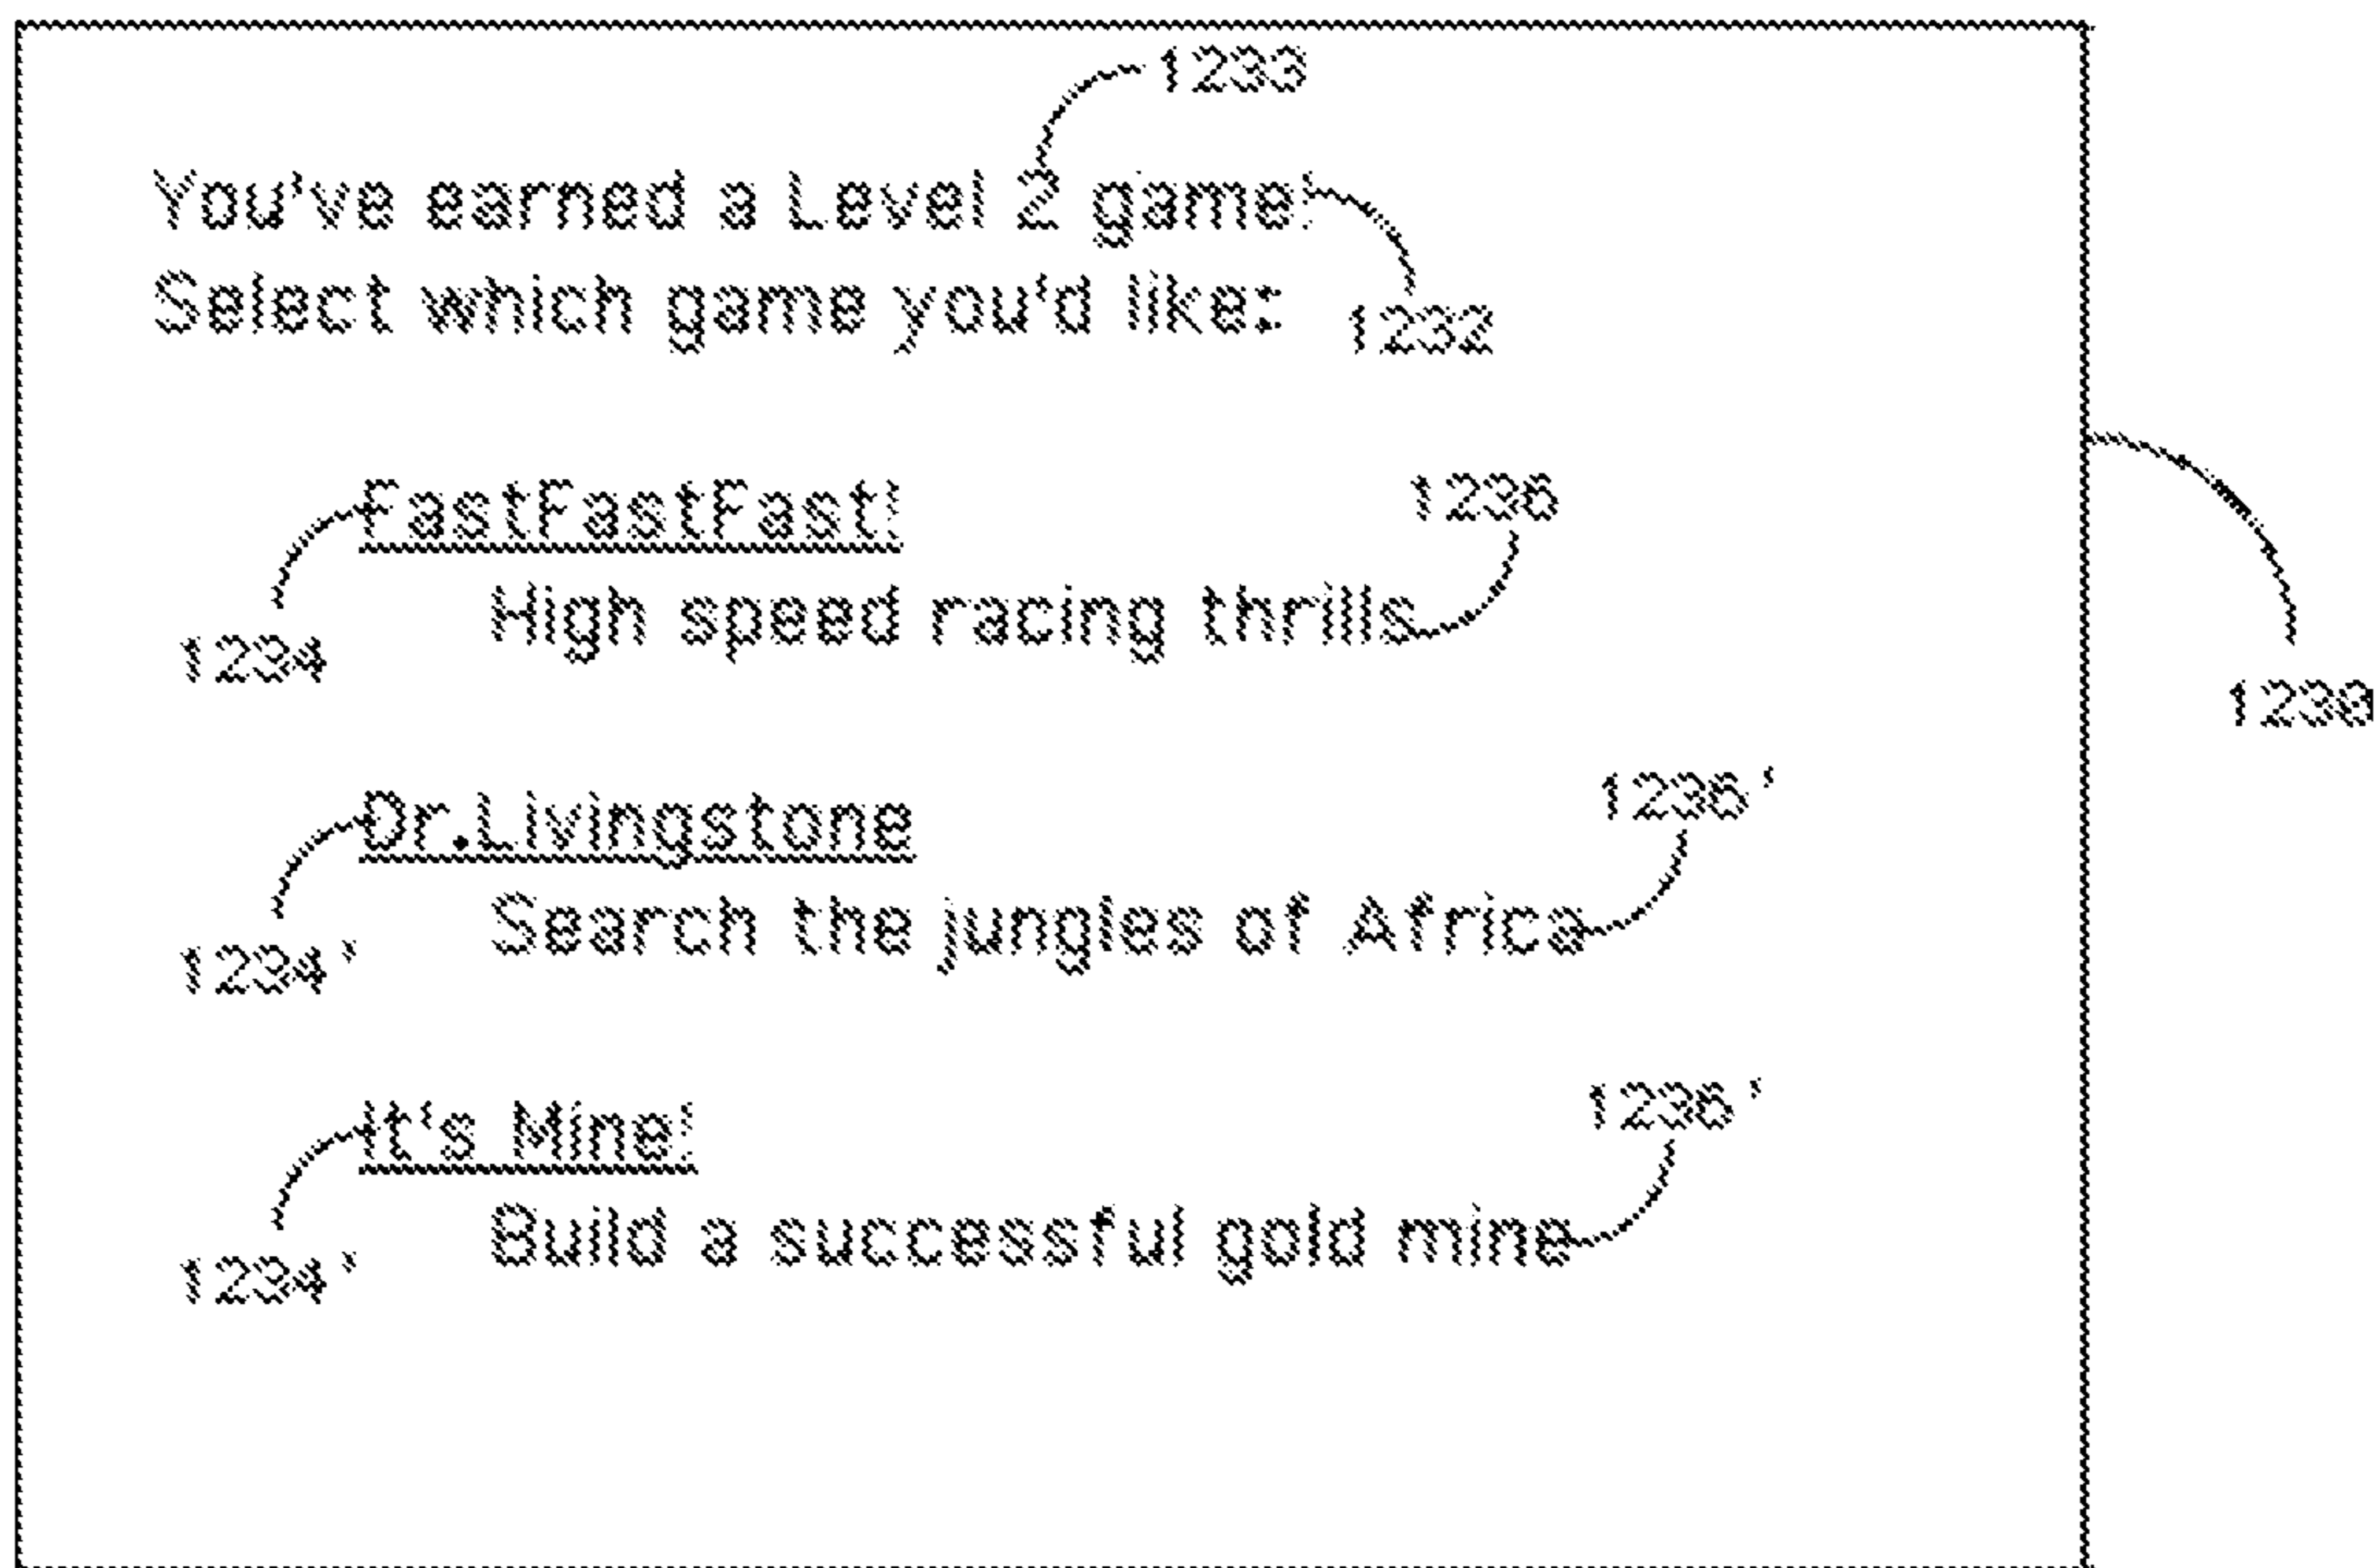 1233
You've earned a Level 2 game!
Select which game you'd like:
1232
FastFastFast!
1236
High speed racing thrills
1234
1230
Dr.Livingstone
1236'
Search the jungles of Africa
1234'
It's Mine!
1236'
Build a successful gold mine
1234'